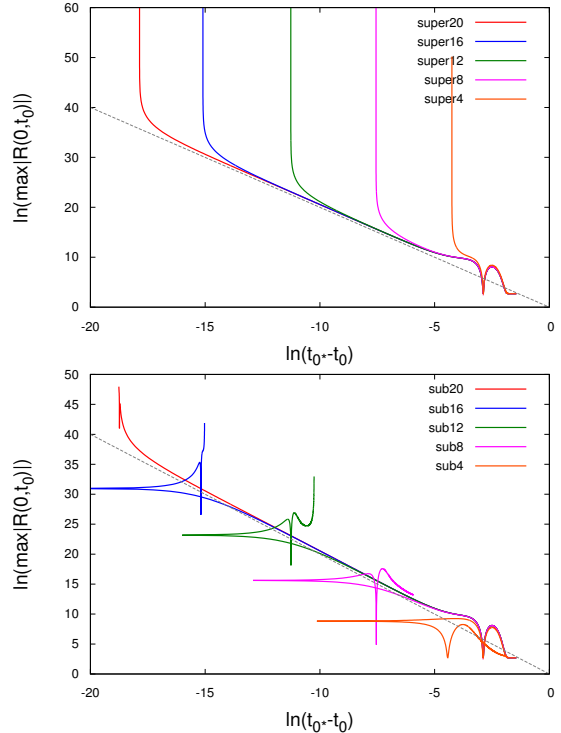 60
50
40
30
20
10
0
ln(max|R(0,t₀)|)
super20
super16
super12
super8
super4
-20 -15 -10 -5 0
ln(t₀*-t₀)
50
45
40
35
30
25
20
15
10
5
0
ln(max|R(0,t₀)|)
sub20
sub16
sub12
sub8
sub4
-20 -15 -10 -5 0
ln(t₀*-t₀)